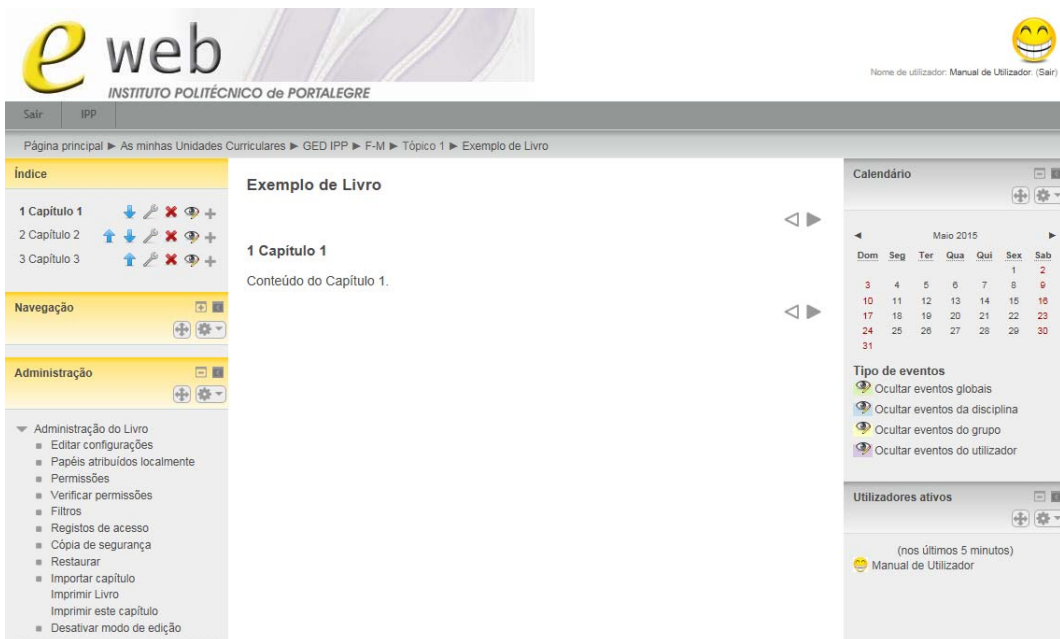 e web
INSTITUTO POLITÉCNICO de PORTALEGRE
Nome de utilizador: Manual de Utilizador. (Sair)
Sair IPP
Página principal ► As minhas Unidades Curriculares ► GED IPP ► F-M ► Tópico 1 ► Exemplo de Livro
Índice
1 Capítulo 1
2 Capítulo 2
3 Capítulo 3
Navegação
Administração
Administração do Livro
Editar configurações
Papéis atribuídos localmente
Permissões
Verificar permissões
Filtros
Registos de acesso
Cópia de segurança
Restaurar
Importar capítulo
Imprimir Livro
Imprimir este capítulo
Desativar modo de edição
Exemplo de Livro
1 Capítulo 1
Conteúdo do Capítulo 1.
Calendário
Maio 2015
Dom Seg Ter Qua Qui Sex Sab
1 2
3 4 5 6 7 8 9
10 11 12 13 14 15 16
17 18 19 20 21 22 23
24 25 26 27 28 29 30
31
Tipo de eventos
Ocultar eventos globais
Ocultar eventos da disciplina
Ocultar eventos do grupo
Ocultar eventos do utilizador
Utilizadores ativos
(nos últimos 5 minutos)
Manual de Utilizador